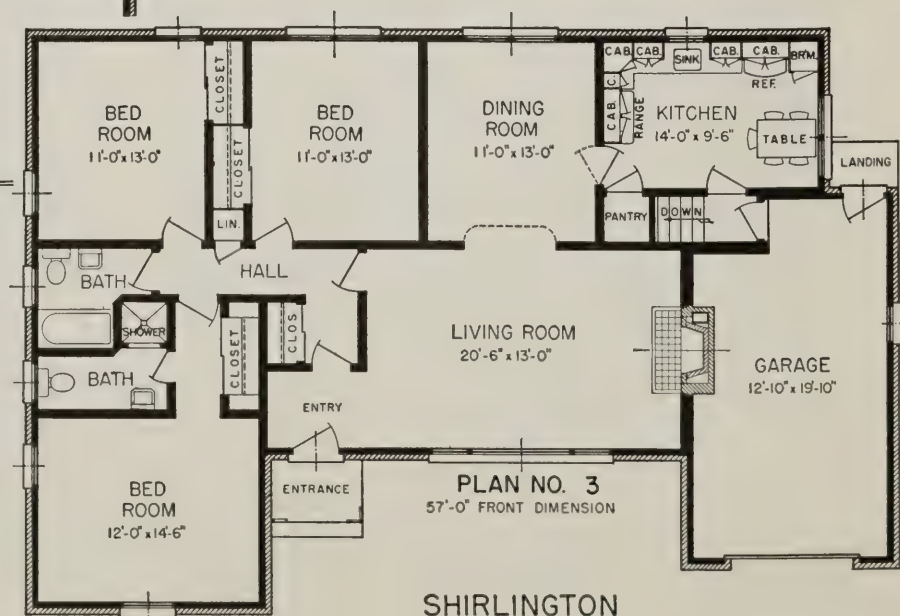 BED
ROOM
11'-0" x 13'-0"
CLOSET
CLOSET
LIN.
BED
ROOM
11'-0" x 13'-0"
DINING
ROOM
11'-0" x 13'-0"
CAB.
CAB.
SINK
CAB.
CAB.
BRM.
REF.
C.
CAB.
RANGE
KITCHEN
14'-0" x 9'-6"
TABLE
LANDING
PANTRY
DOWN
BATH
HALL
SHOWER
BATH
CLOSET
CLOS.
LIVING ROOM
20'-6" x 13'-0"
GARAGE
12'-10" x 19'-10"
ENTRY
ENTRANCE
BED
ROOM
12'-0" x 14'-6"
PLAN NO. 3
57'-0" FRONT DIMENSION
SHIRLINGTON